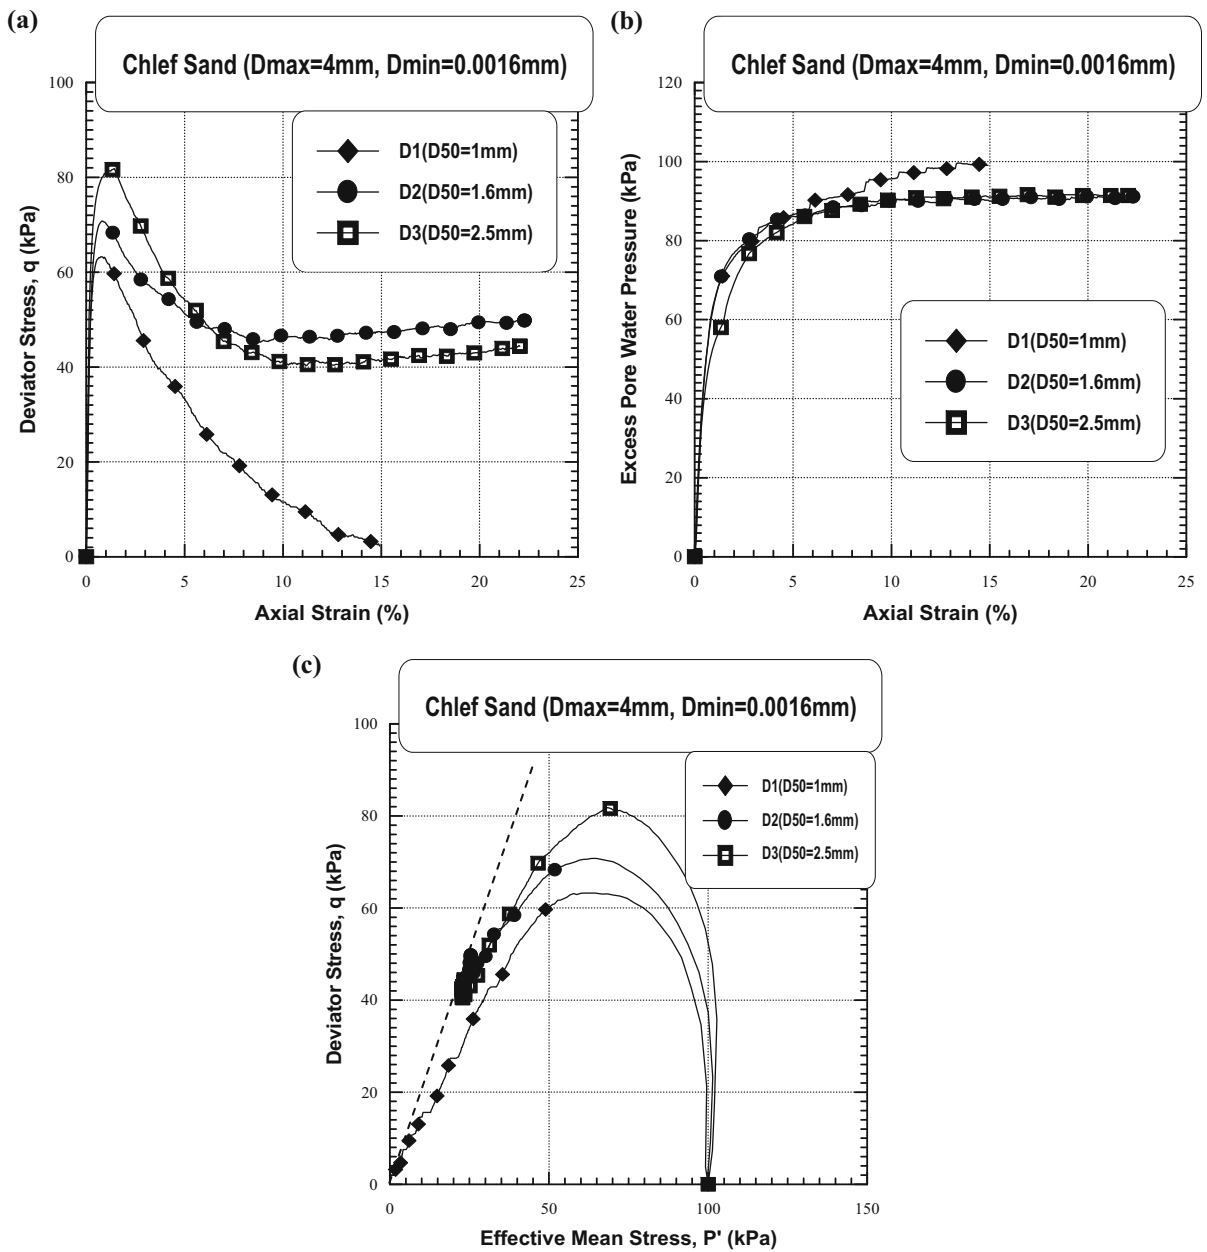 (a)
Chlef Sand (Dmax=4mm, Dmin=0.0016mm)
D1(D50=1mm)
D2(D50=1.6mm)
D3(D50=2.5mm)
Deviator Stress, q (kPa)
100
80
60
40
20
0
0 5 10 15 20 25
Axial Strain (%)
(b)
Chlef Sand (Dmax=4mm, Dmin=0.0016mm)
Excess Pore Water Pressure (kPa)
120
100
80
60
40
20
0
D1(D50=1mm)
D2(D50=1.6mm)
D3(D50=2.5mm)
0 5 10 15 20 25
Axial Strain (%)
(c)
Chlef Sand (Dmax=4mm, Dmin=0.0016mm)
D1(D50=1mm)
D2(D50=1.6mm)
D3(D50=2.5mm)
Deviator Stress, q (kPa)
100
80
60
40
20
0
0 50 100 150
Effective Mean Stress, P' (kPa)